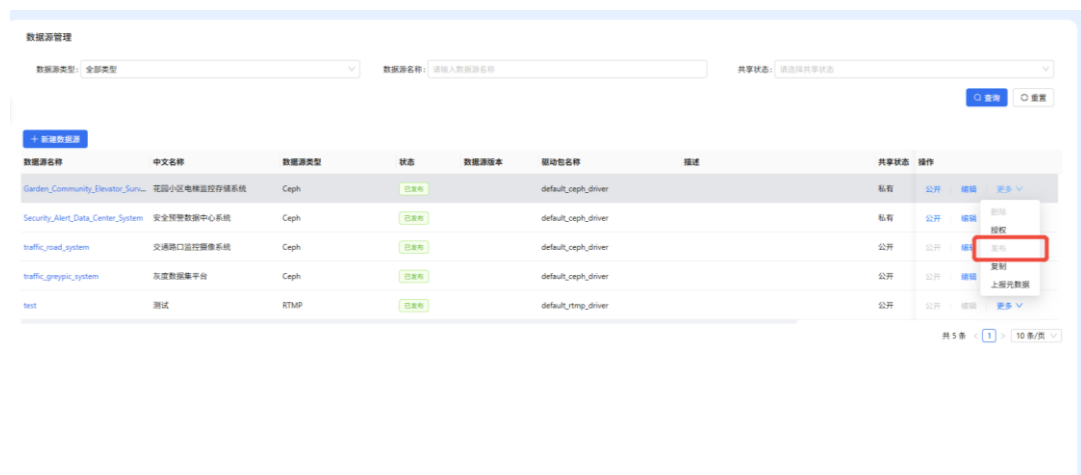 数据源管理
数据源类型: 全部类型 数据源名称: 请输入数据源名称 共享状态: 请选择共享状态
查询 重置
+ 新建数据源
数据源名称 中文名称 数据源类型 状态 数据源版本 驱动包名称 描述 共享状态 操作
Garden_Community_Elevator_Surv... 花园小区电梯监控存储系统 Ceph 已发布 default_ceph_driver 私有 公开 编辑 更多
Security_Alert_Data_Center_System 安全预警数据中心系统 Ceph 已发布 default_ceph_driver 私有 公开 编辑
traffic_road_system 交通路口监控摄像系统 Ceph 已发布 default_ceph_driver 公开 公开 编辑
traffic_greypic_system 灰度数据集平台 Ceph 已发布 default_ceph_driver 公开 公开 编辑
test 测试 RTMP 已发布 default_rtmp_driver 公开 公开 编辑 更多
删除
授权
发布
复制
上报元数据
共 5 条 < 1 > 10 条/页